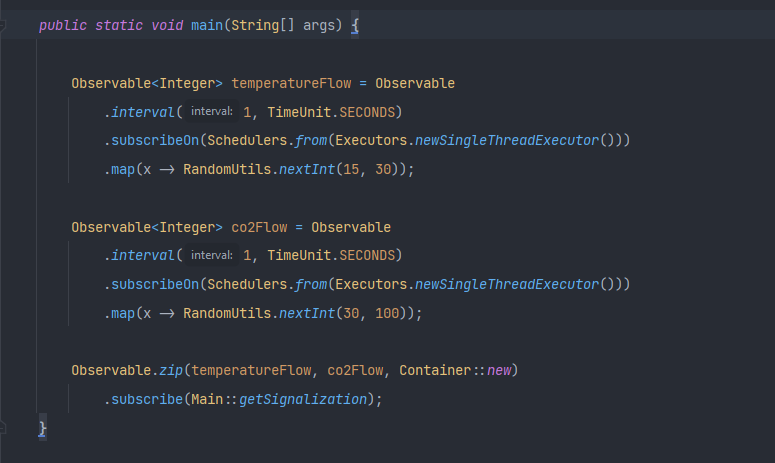 public static void main(String[] args) {
Observable<Integer> temperatureFlow = Observable
.interval( interval: 1, TimeUnit.SECONDS)
.subscribeOn(Schedulers.from(Executors.newSingleThreadExecutor()))
.map(x -> RandomUtils.nextInt(15, 30));
Observable<Integer> co2Flow = Observable
.interval( interval: 1, TimeUnit.SECONDS)
.subscribeOn(Schedulers.from(Executors.newSingleThreadExecutor()))
.map(x -> RandomUtils.nextInt(30, 100));
Observable.zip(temperatureFlow, co2Flow, Container::new)
.subscribe(Main::getSignalization);
}